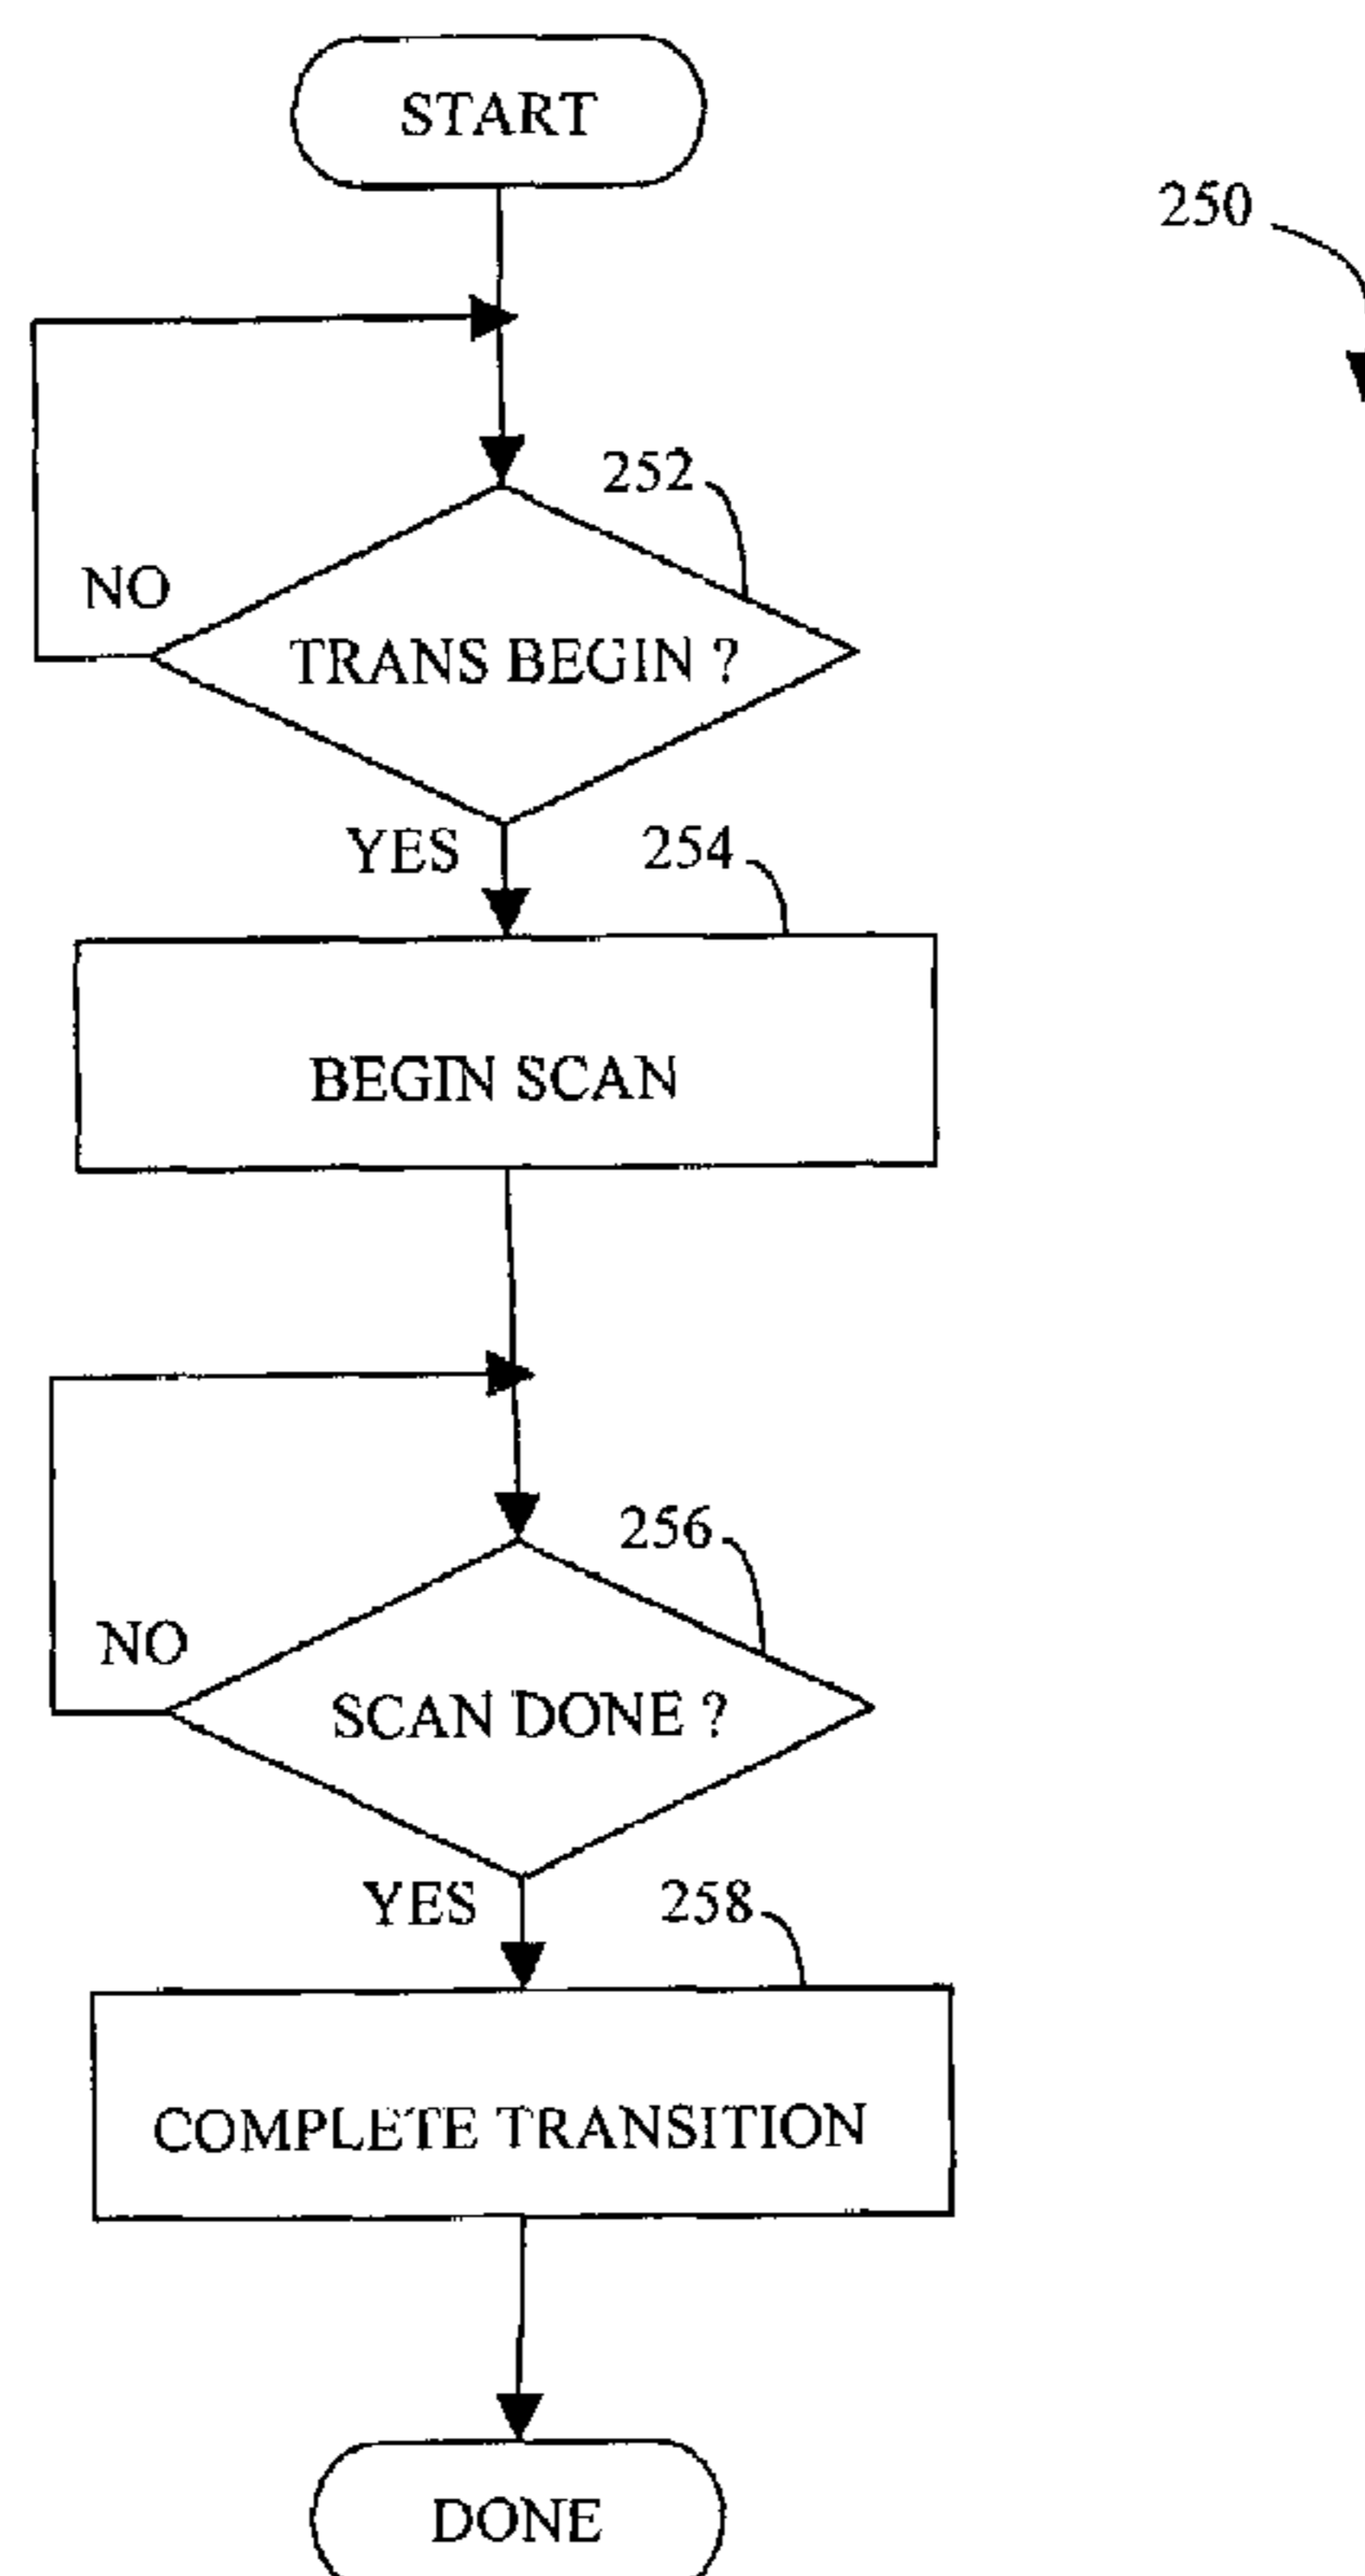 START
250
252
NO
TRANS BEGIN ?
YES
254
BEGIN SCAN
256
NO
SCAN DONE ?
YES
258
COMPLETE TRANSITION
DONE